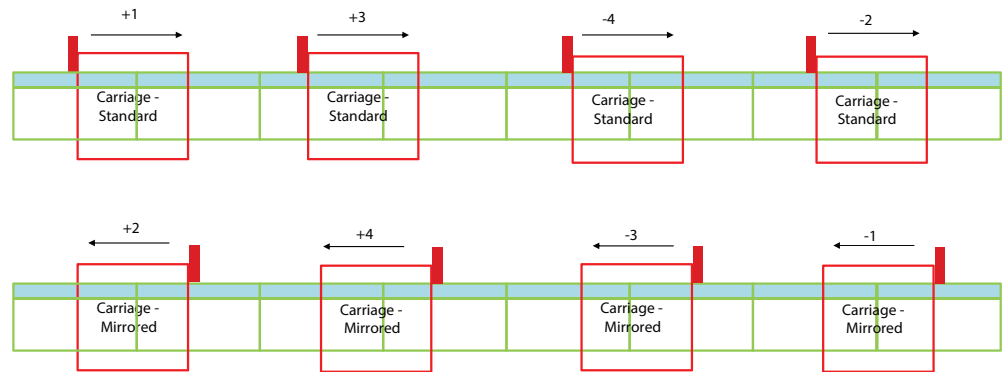 +1
+3
-4
-2
Carriage -
Standard
Carriage -
Standard
Carriage -
Standard
Carriage -
Standard
+2
+4
-3
-1
Carriage -
Mirrored
Carriage -
Mirrored
Carriage -
Mirrored
Carriage -
Mirrored